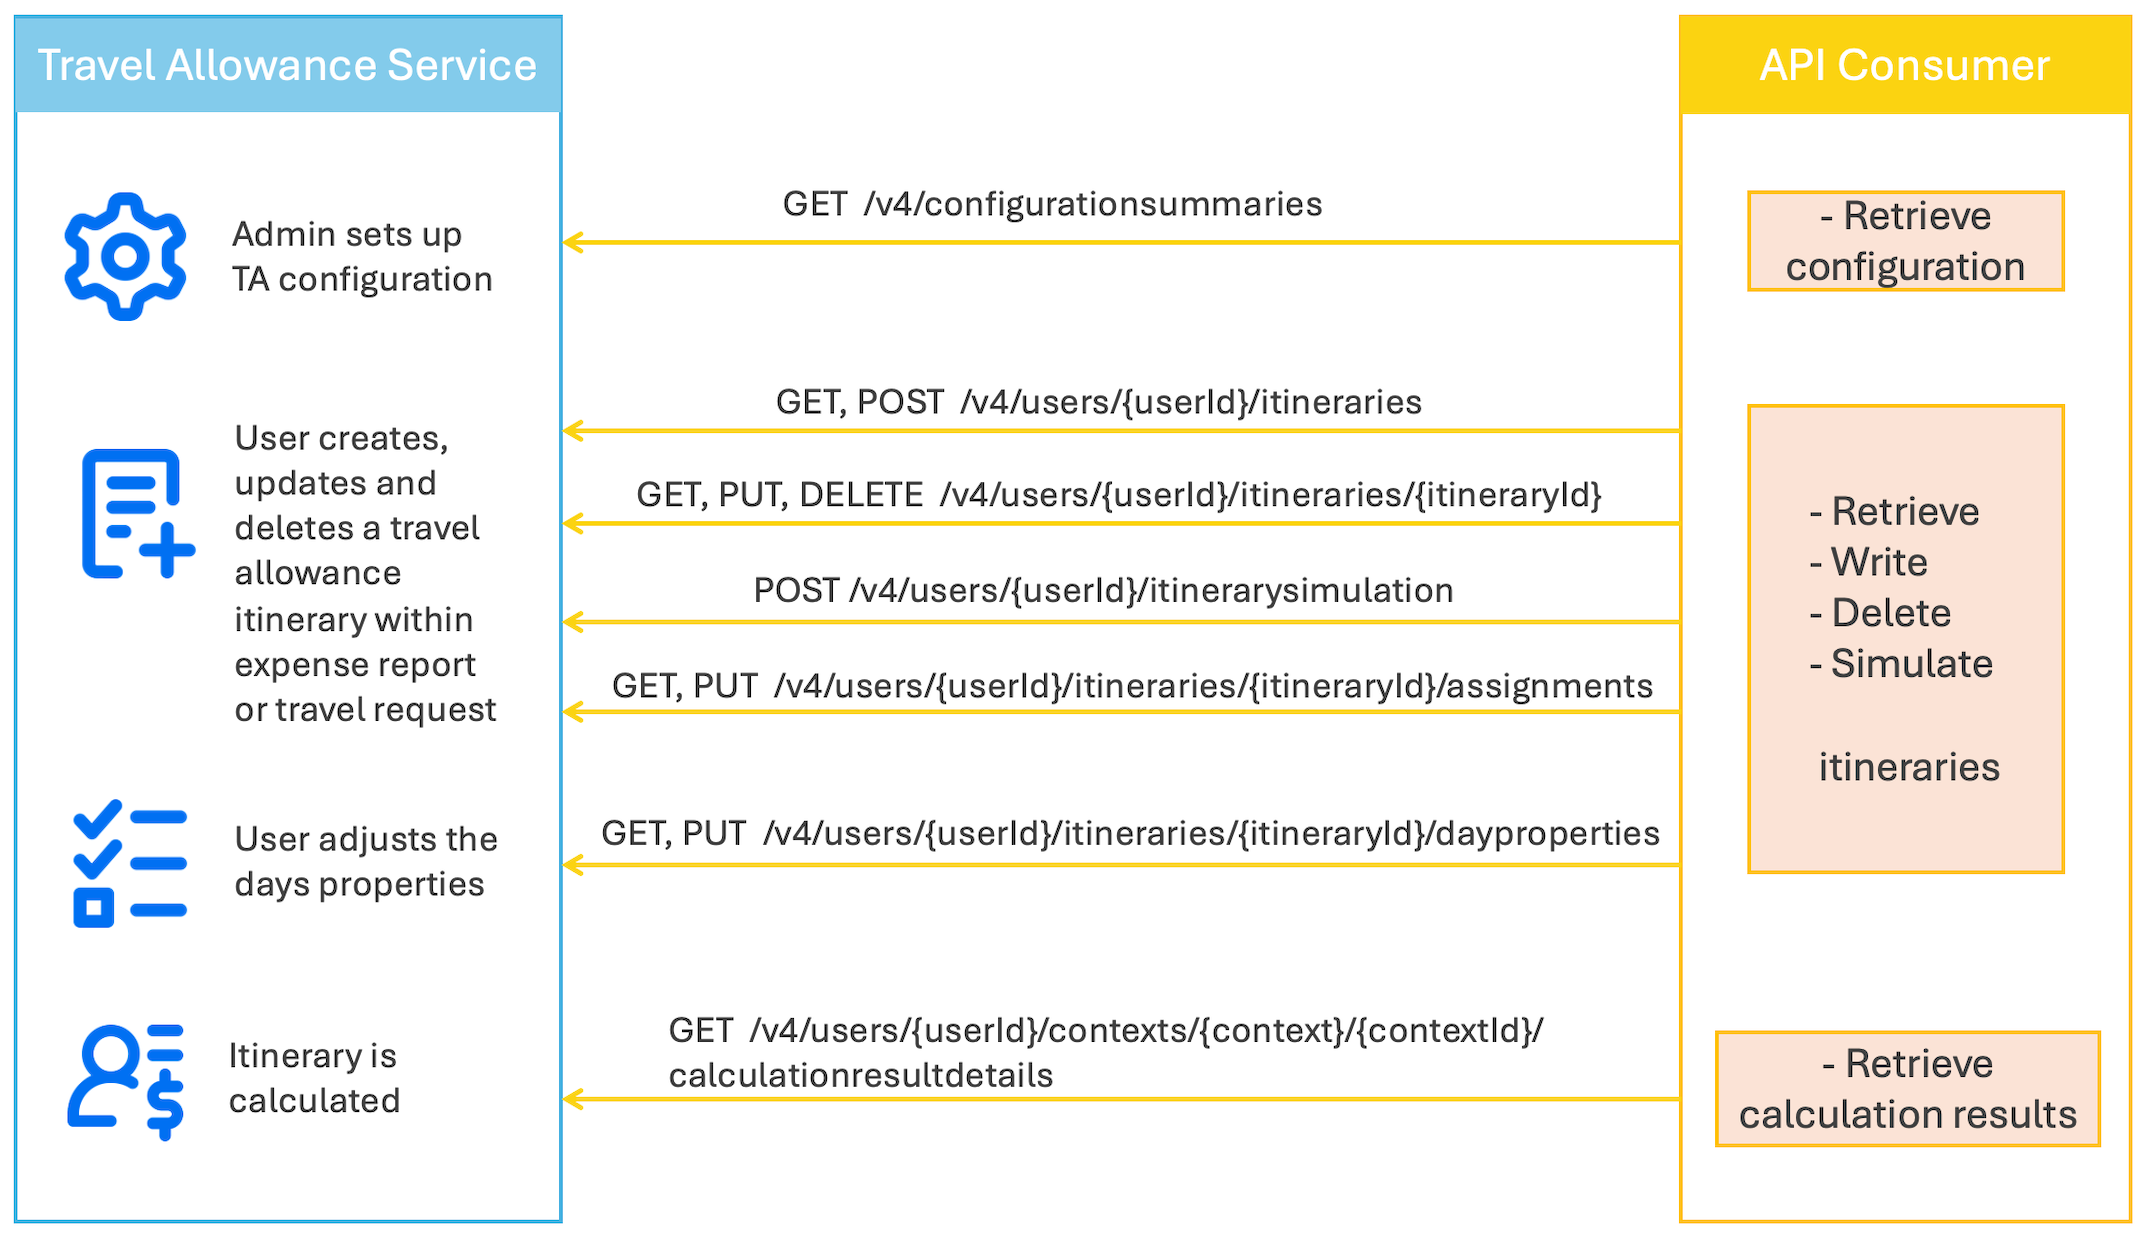 Travel Allowance Service
API Consumer
Admin sets up
TA configuration
GET /v4/configurationsummaries
- Retrieve
configuration
User creates,
updates and
deletes a travel
allowance
itinerary within
expense report
or travel request
GET, POST /v4/users/{userId}/itineraries
GET, PUT, DELETE /v4/users/{userId}/itineraries/{itineraryId}
POST /v4/users/{userId}/itinerarysimulation
GET, PUT /v4/users/{userId}/itineraries/{itineraryId}/assignments
- Retrieve
- Write
- Delete
- Simulate
itineraries
User adjusts the
days properties
GET, PUT /v4/users/{userId}/itineraries/{itineraryId}/dayproperties
Itinerary is
calculated
GET /v4/users/{userId}/contexts/{context}/{contextId}/
calculationresultdetails
- Retrieve
calculation results